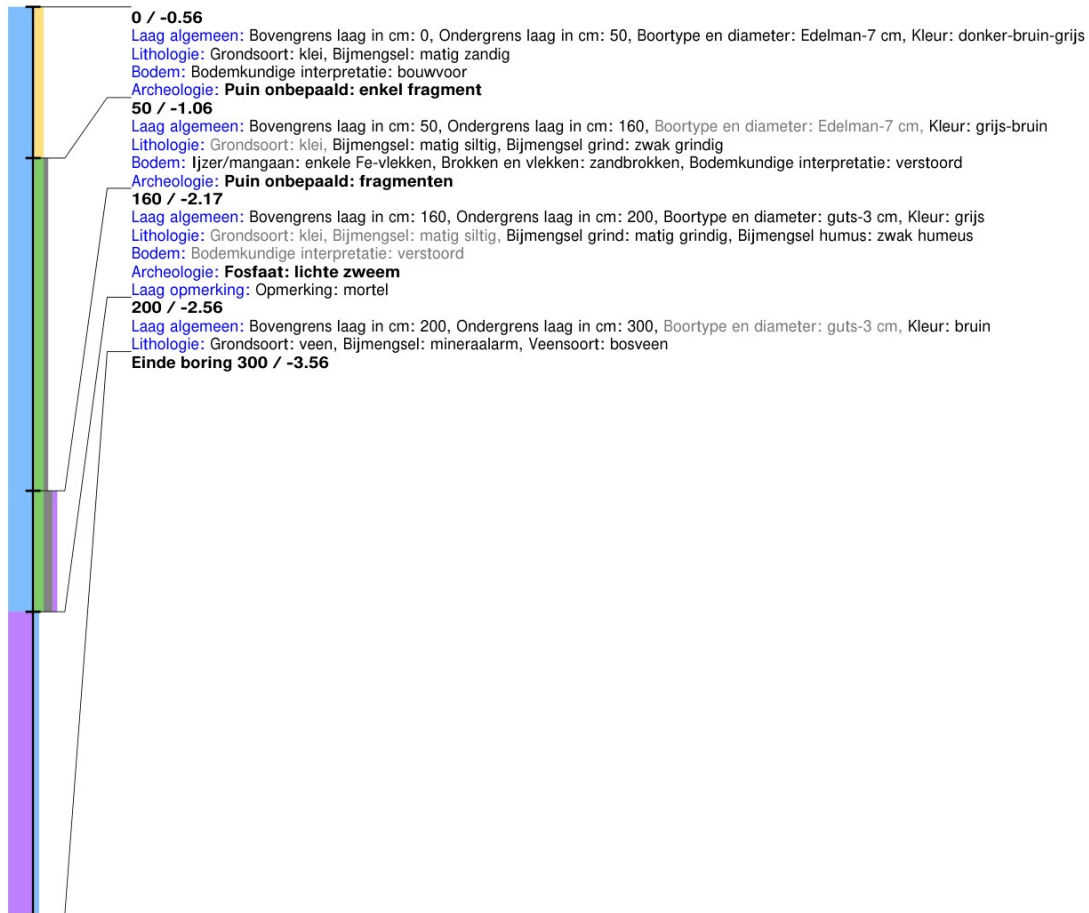 0 / -0.56
Laag algemeen: Bovengrens laag in cm: 0, Ondergrens laag in cm: 50, Boortype en diameter: Edelman-7 cm, Kleur: donker-bruin-grijs
Lithologie: Grondsoort: klei, Bijmengsel: matig zandig
Bodem: Bodemkundige interpretatie: bouwvoor
Archeologie: Puin onbepaald: enkel fragment
50 / -1.06
Laag algemeen: Bovengrens laag in cm: 50, Ondergrens laag in cm: 160, Boortype en diameter: Edelman-7 cm, Kleur: grijs-bruin
Lithologie: Grondsoort: klei, Bijmengsel: matig siltig, Bijmengsel grind: zwak grindig
Bodem: Ijzer/mangaan: enkele Fe-vlekken, Brokken en vlekken: zandbrokken, Bodemkundige interpretatie: verstoord
Archeologie: Puin onbepaald: fragmenten
160 / -2.17
Laag algemeen: Bovengrens laag in cm: 160, Ondergrens laag in cm: 200, Boortype en diameter: guts-3 cm, Kleur: grijs
Lithologie: Grondsoort: klei, Bijmengsel: matig siltig, Bijmengsel grind: matig grindig, Bijmengsel humus: zwak humeus
Bodem: Bodemkundige interpretatie: verstoord
Archeologie: Fosfaat: lichte zweem
Laag opmerking: Opmerking: mortel
200 / -2.56
Laag algemeen: Bovengrens laag in cm: 200, Ondergrens laag in cm: 300, Boortype en diameter: guts-3 cm, Kleur: bruin
Lithologie: Grondsoort: veen, Bijmengsel: mineraalarm, Veensoort: bosveen
Einde boring 300 / -3.56